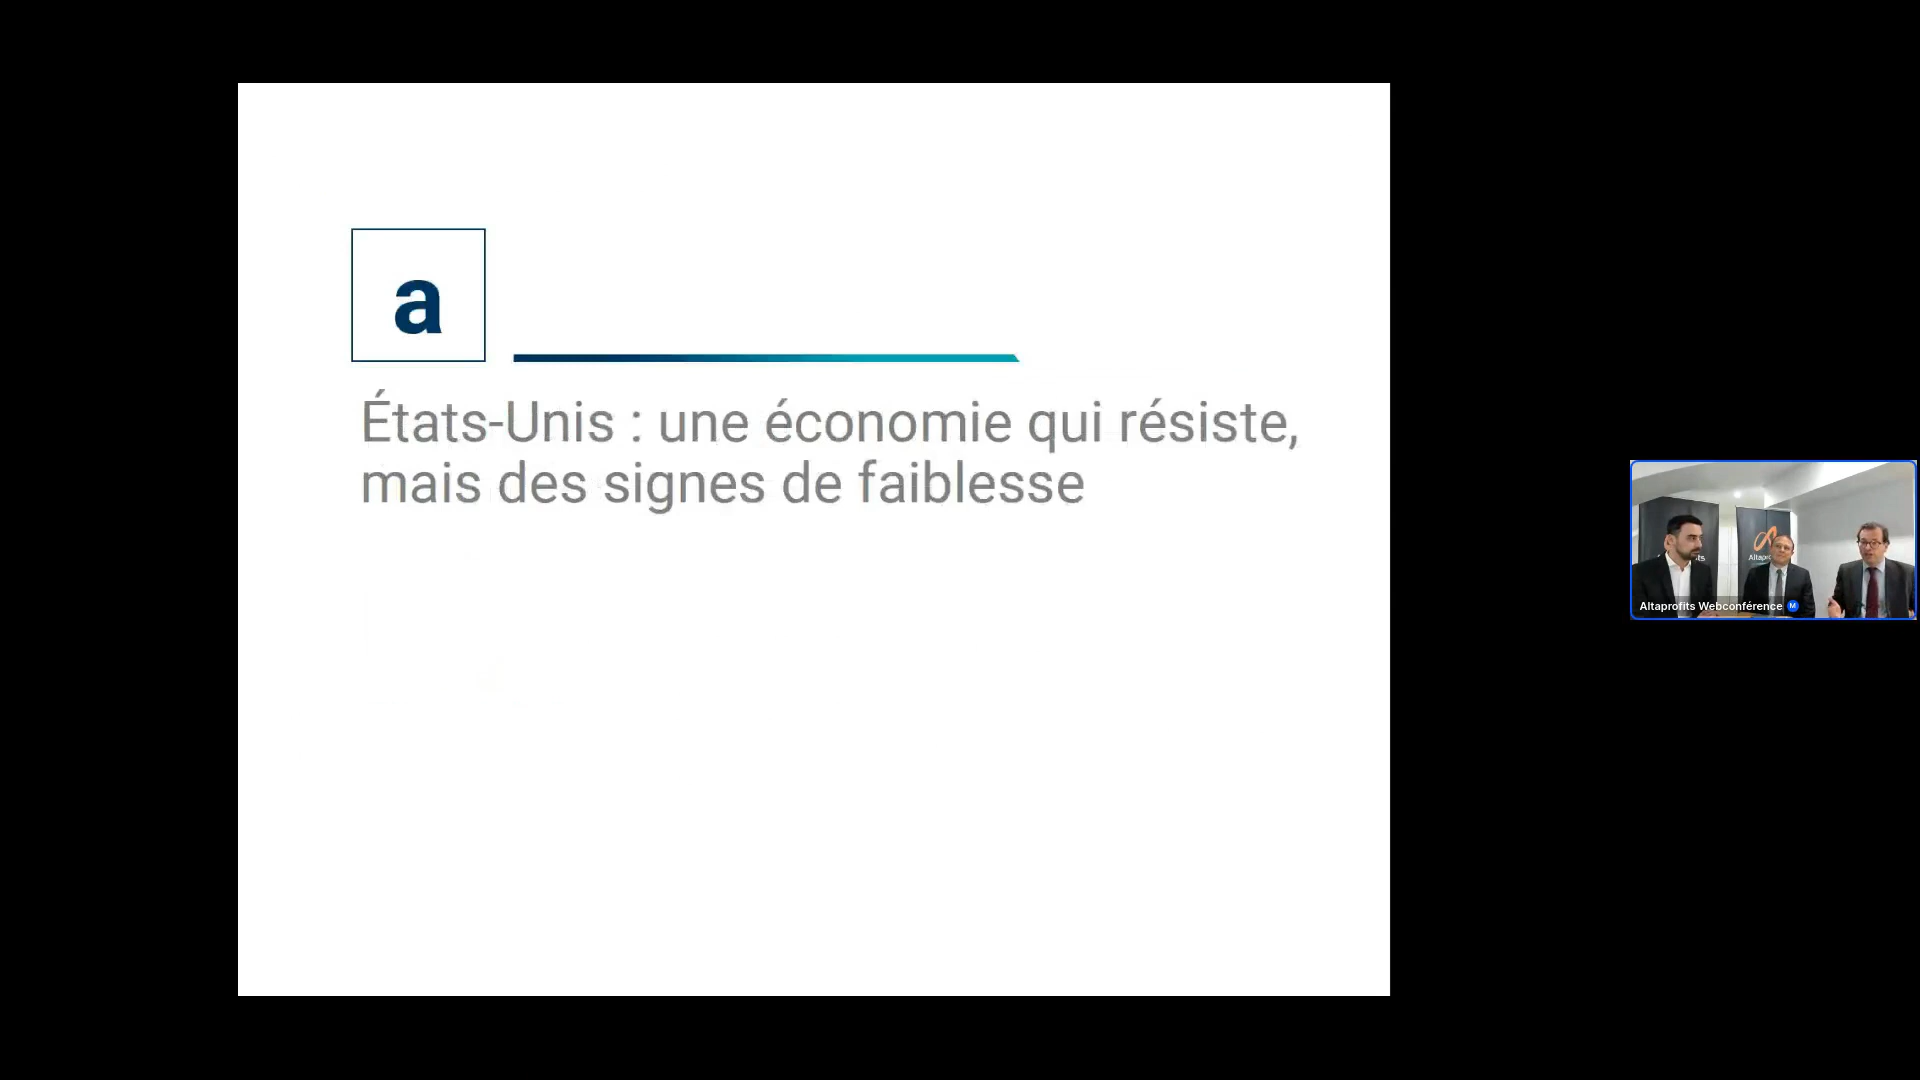 a
États-Unis : une économie qui résiste,
mais des signes de faiblesse
Altaprofits Webconférence M